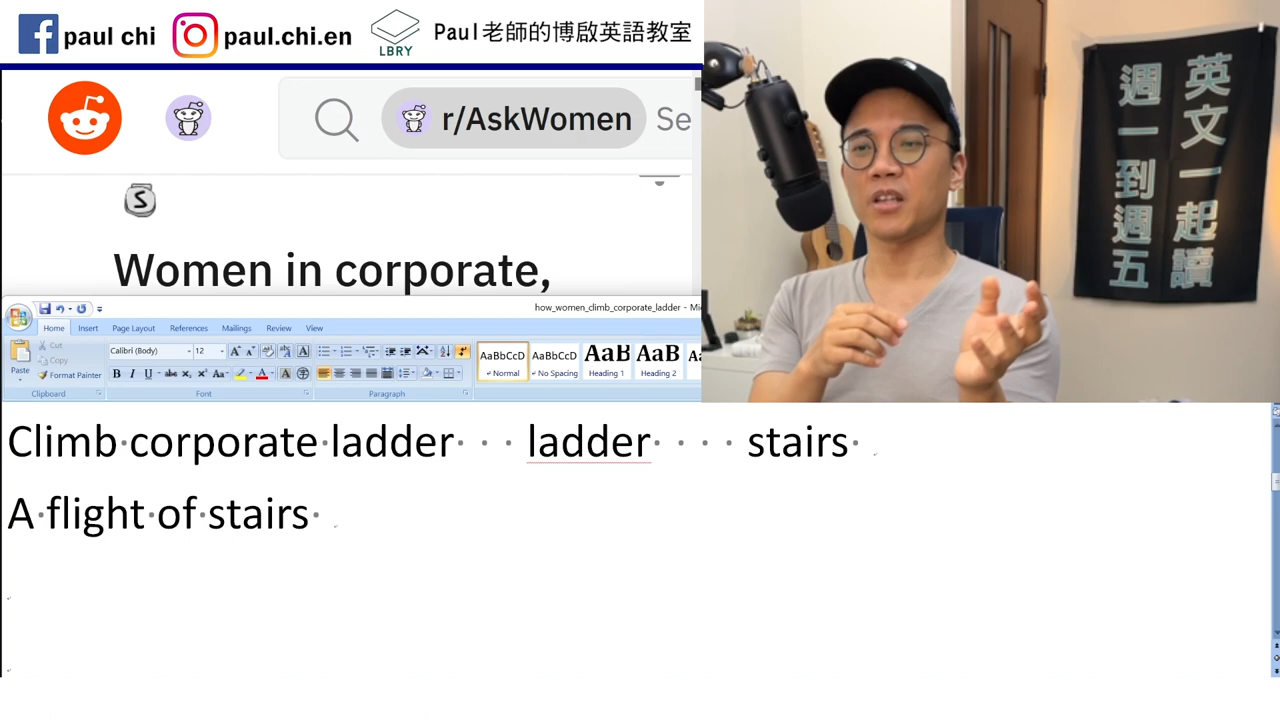 paul chi
paul.chi.en
LBRY
Paul老師的博啟英語教室
r/AskWomen
Se
S
Women in corporate,
how_women_climb_corporate_ladder - Mi
Home Insert Page Layout References Mailings Review View
Paste
Cut
Copy
Format Painter
Clipboard
Calibri (Body) 12
Font
Paragraph
AaBbCcD AaBbCcD AaBb AaBb
Normal No Spacing Heading 1 Heading 2
Climb corporate ladder ladder stairs
A flight of stairs
英文一起讀
週一到週五